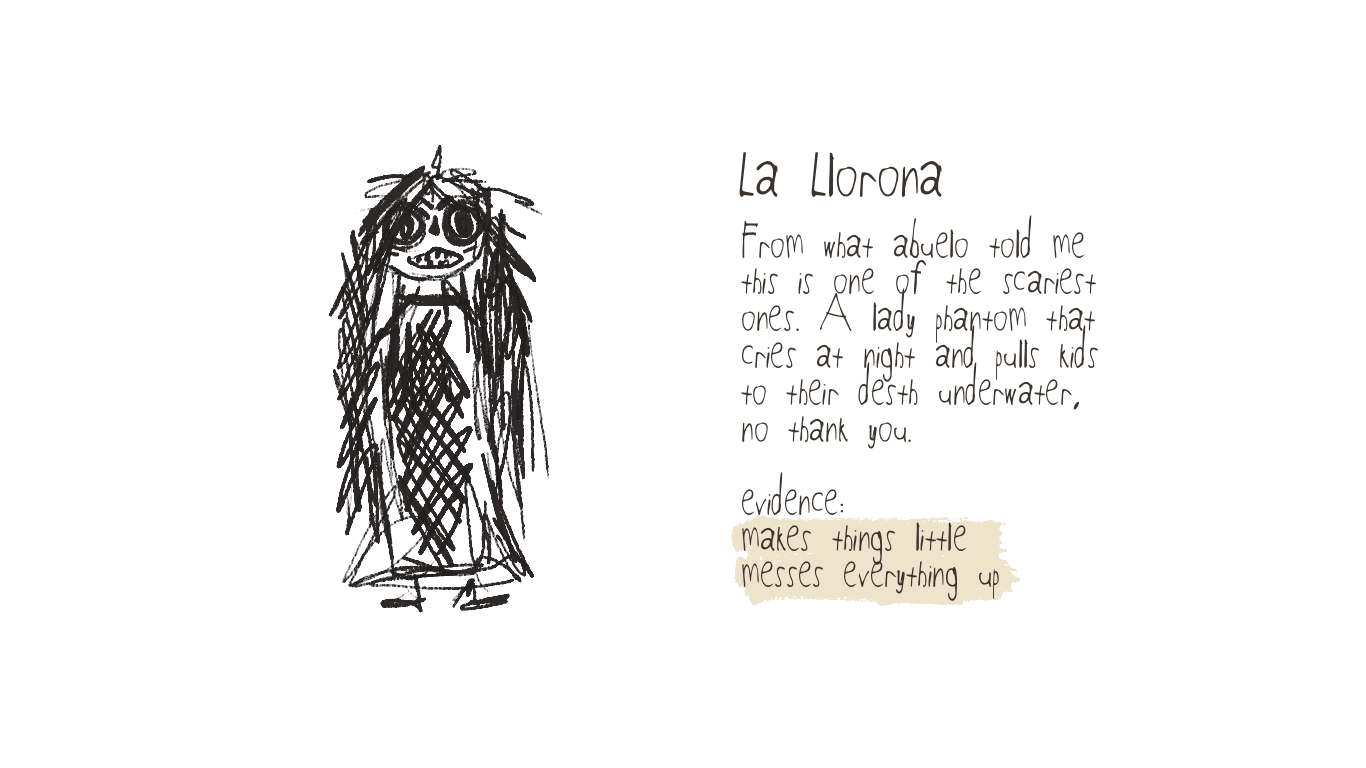 La Llorona
From what abuelo told me
this is one of the scariest
ones. A lady phantom that
cries at night and pulls kids
to their desth underwater,
no thank you.
evidence:
makes things little
messes everything up